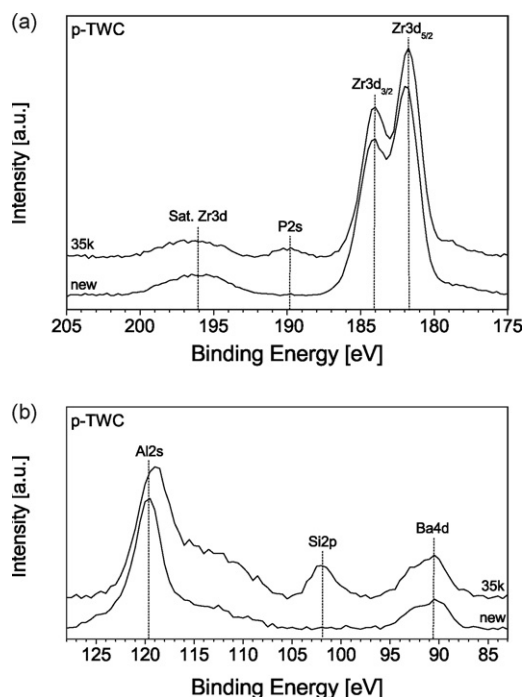 (a)
p-TWC
Zr3d5/2
Zr3d3/2
Sat. Zr3d
P2s
35k
new
Intensity [a.u.]
205 200 195 190 185 180 175
Binding Energy [eV]
(b)
p-TWC
Al2s
Si2p
Ba4d
35k
new
Intensity [a.u.]
125 120 115 110 105 100 95 90 85
Binding Energy [eV]